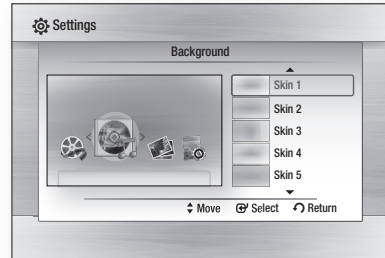 Settings
Background
Skin 1
Skin 2
Skin 3
Skin 4
Skin 5
Move Select Return